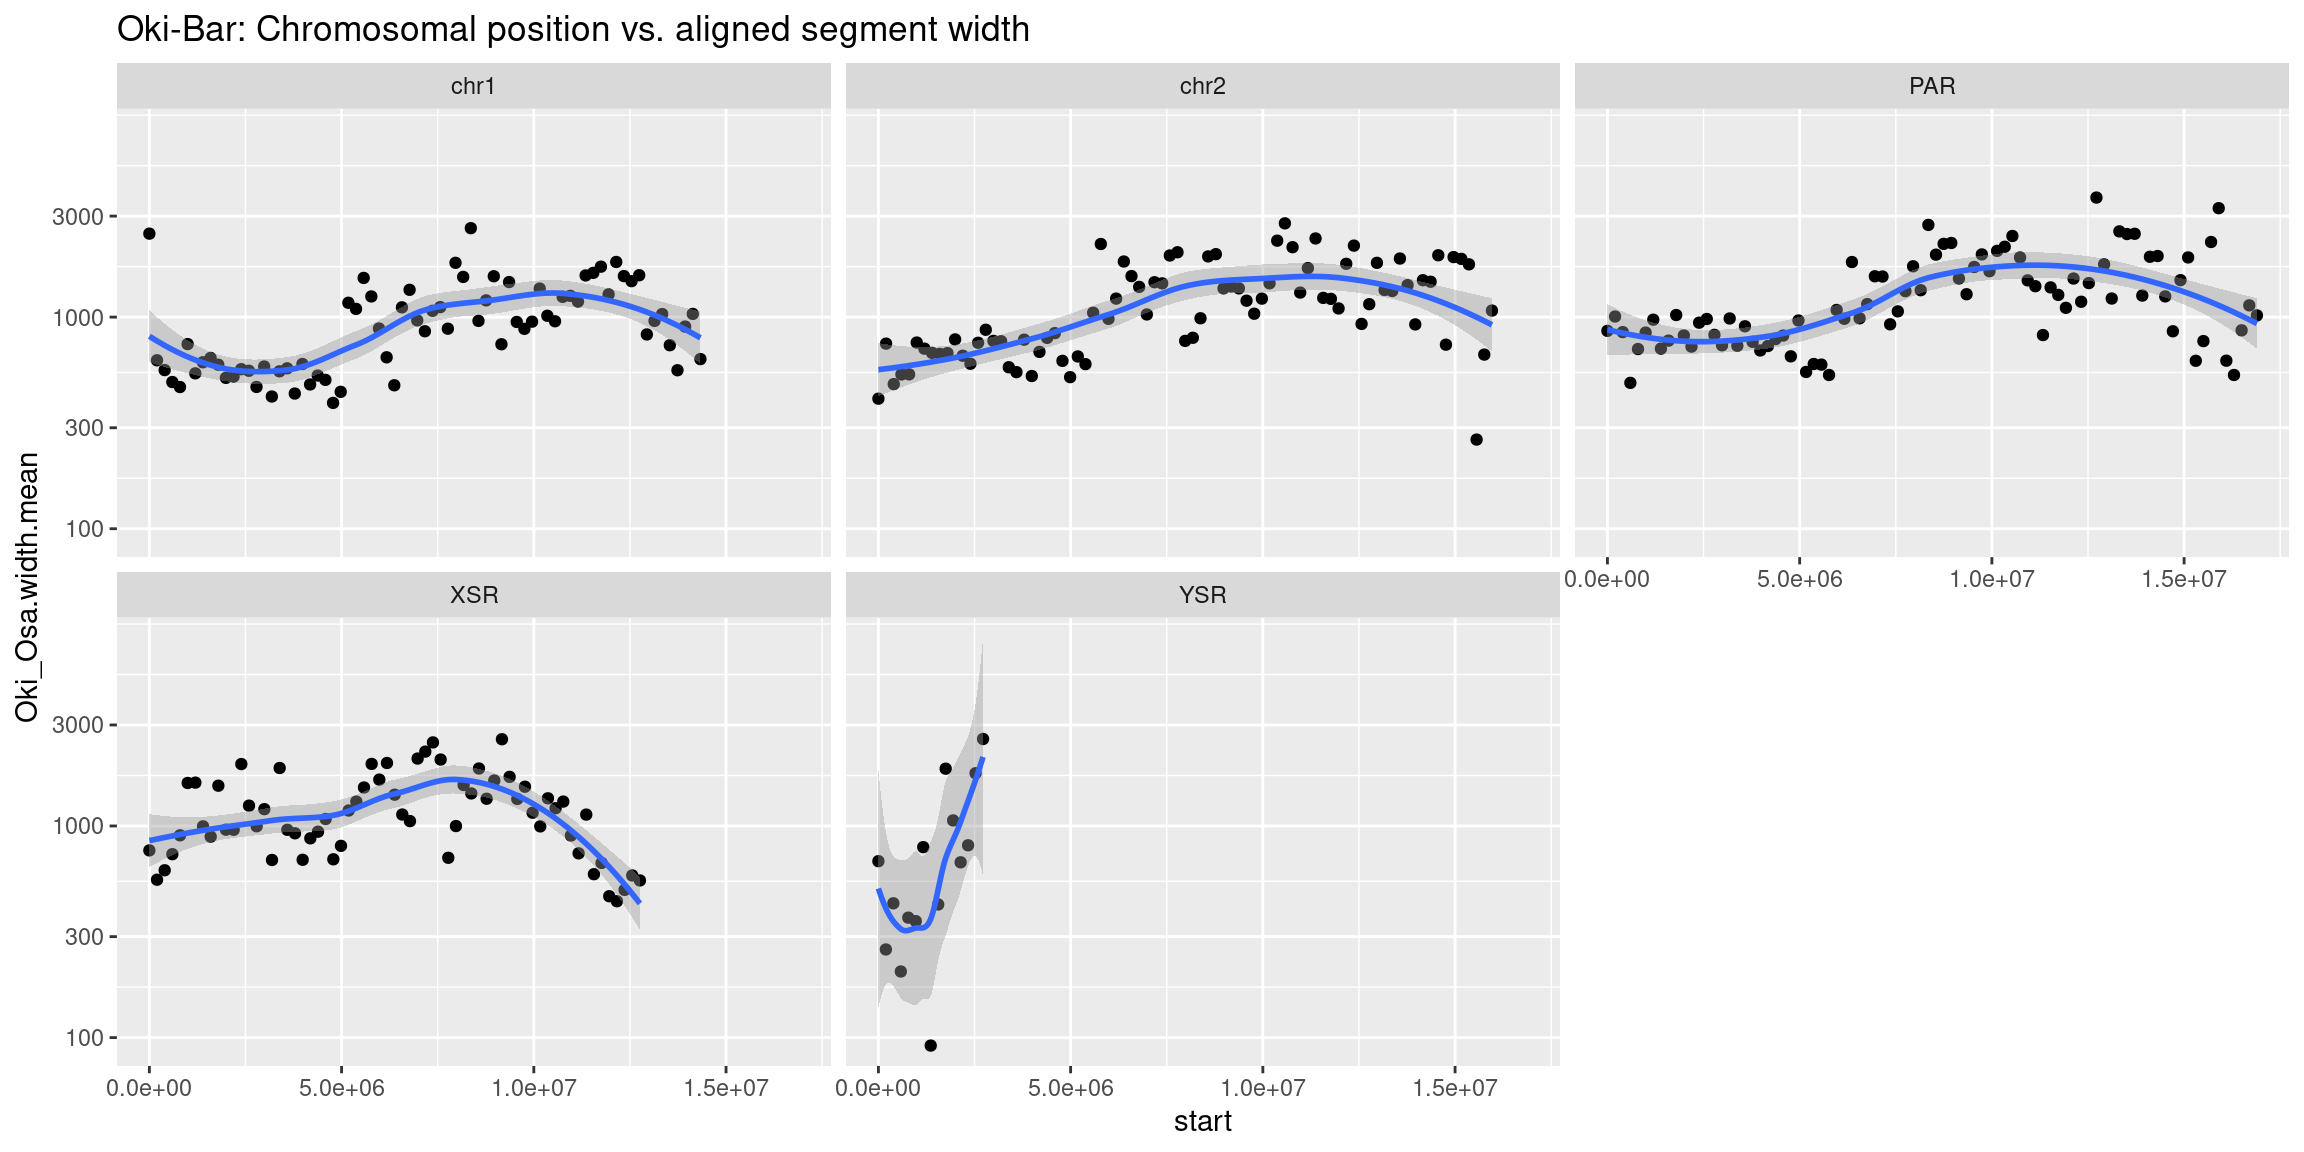 Oki-Bar: Chromosomal position vs. aligned segment width
chr1
chr2
PAR
3000
1000
300
100
0.0e+00
5.0e+06
1.0e+07
1.5e+07
XSR
YSR
3000
1000
300
100
0.0e+00
5.0e+06
1.0e+07
1.5e+07
0.0e+00
5.0e+06
1.0e+07
1.5e+07
start
Oki_Osa.width.mean